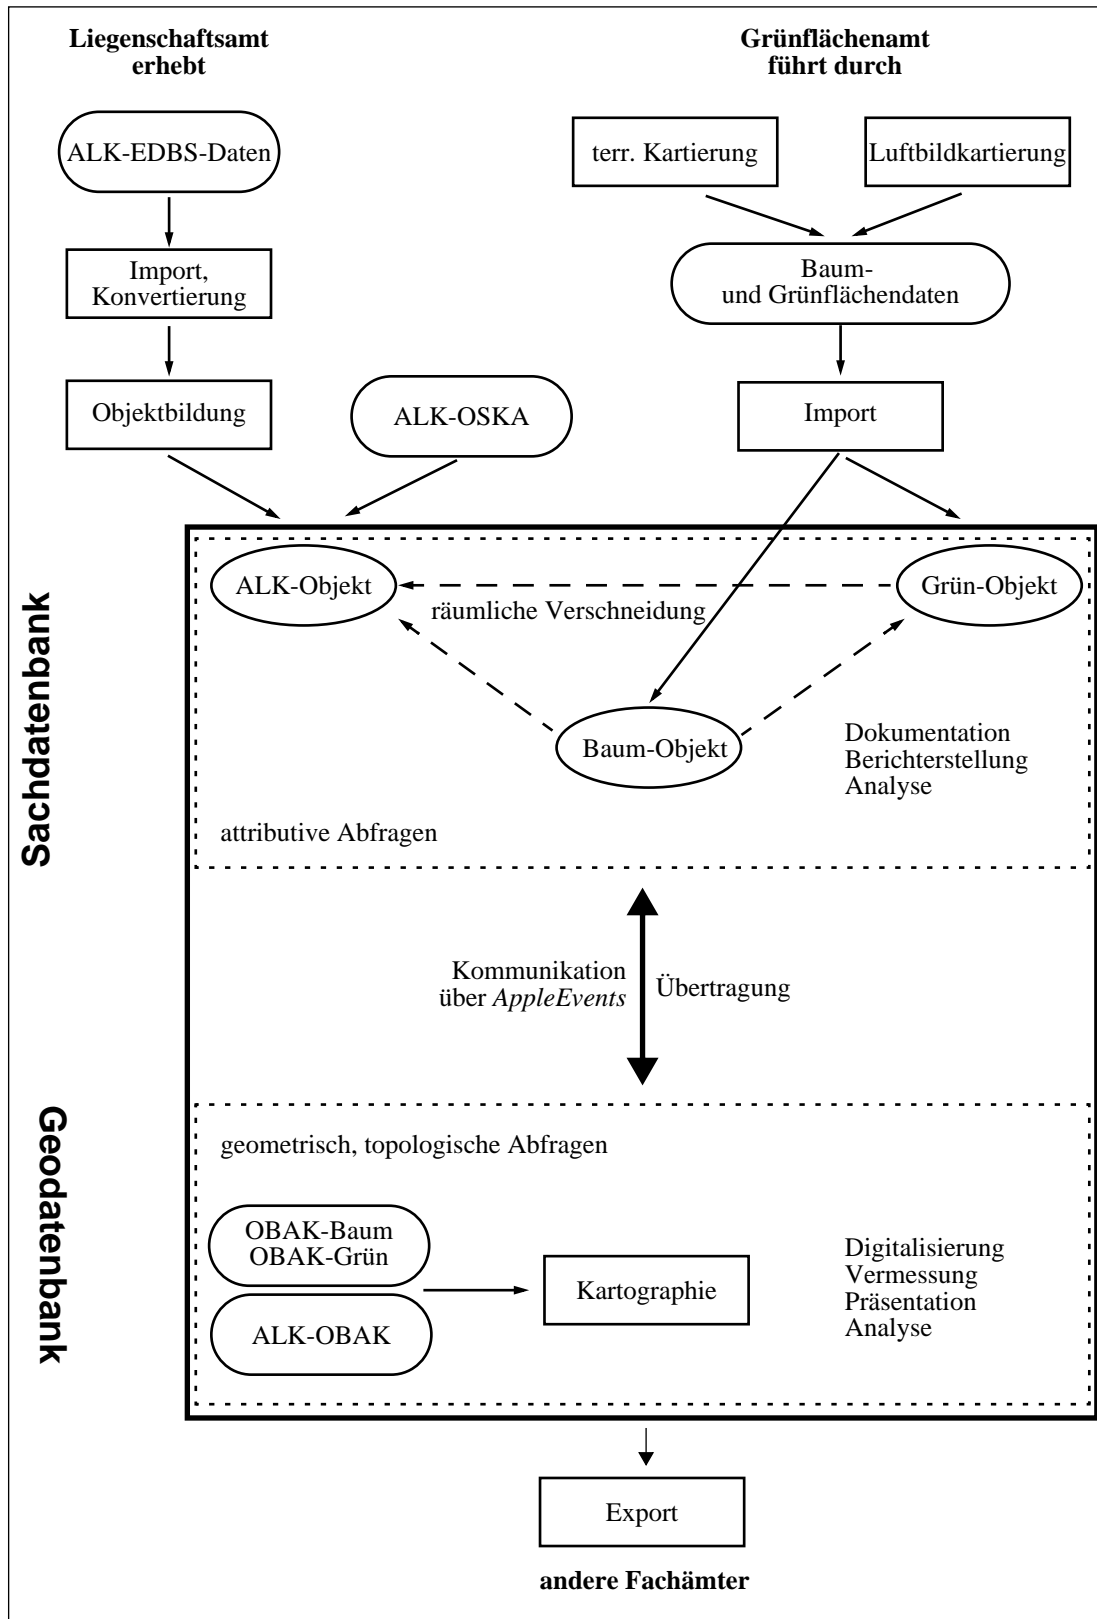 Liegenschaftsamt
erhebt
Grünflächenamt
führt durch
ALK-EDBS-Daten
terr. Kartierung
Luftbildkartierung
Import,
Konvertierung
Baum-
und Grünflächendaten
Objektbildung
ALK-OSKA
Import
Sachdatenbank
ALK-Objekt
Grün-Objekt
räumliche Verschneidung
Baum-Objekt
Dokumentation
Berichterstellung
Analyse
attributive Abfragen
Kommunikation
über AppleEvents
Übertragung
Geodatenbank
geometrisch, topologische Abfragen
OBAK-Baum
OBAK-Grün
ALK-OBAK
Kartographie
Digitalisierung
Vermessung
Präsentation
Analyse
Export
andere Fachämter